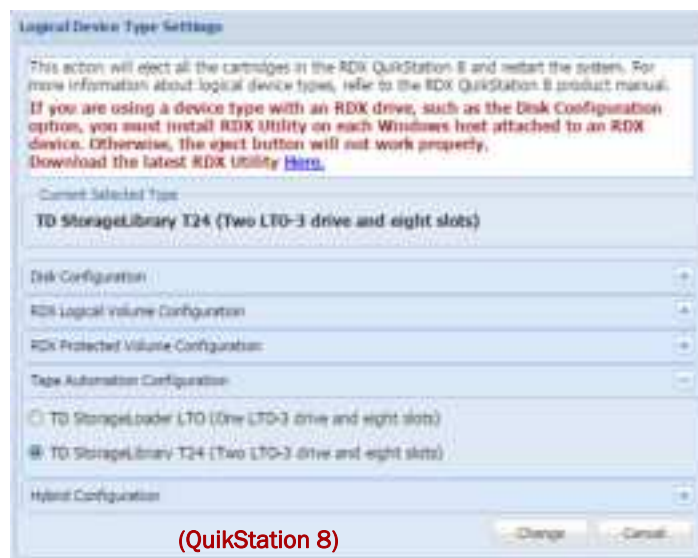 Logical Device Type Settings
This action will eject all the cartridges in the RDX QuikStation 8 and restart the system. For
more information about logical device types, refer to the RDX QuikStation 8 product manual.
If you are using a device type with an RDX drive, such as the Disk Configuration
option, you must install RDX Utility on each Windows host attached to an RDX
device. Otherwise, the eject button will not work properly.
Download the latest RDX Utility Here.
Current Selected Type
TD StorageLibrary T24 (Two LTO-3 drive and eight slots)
Disk Configuration
RDX Logical Volume Configuration
RDX Protected Volume Configuration
Tape Automation Configuration
TD StorageLoader LTO (One LTO-3 drive and eight slots)
TD StorageLibrary T24 (Two LTO-3 drive and eight slots)
Hybrid Configuration
(QuikStation 8)
Change Cancel